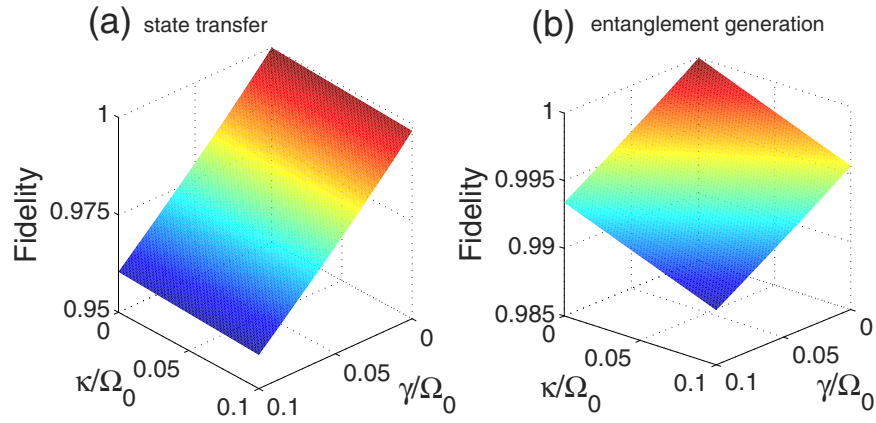 (a) state transfer
1
0.975
0.95
Fidelity
0
0.05
0.1
κ/Ω0
0.1
0.05
0
γ/Ω0
(b) entanglement generation
1
0.995
0.99
0.985
Fidelity
0
0.05
0.1
κ/Ω0
0.1
0.05
0
γ/Ω0